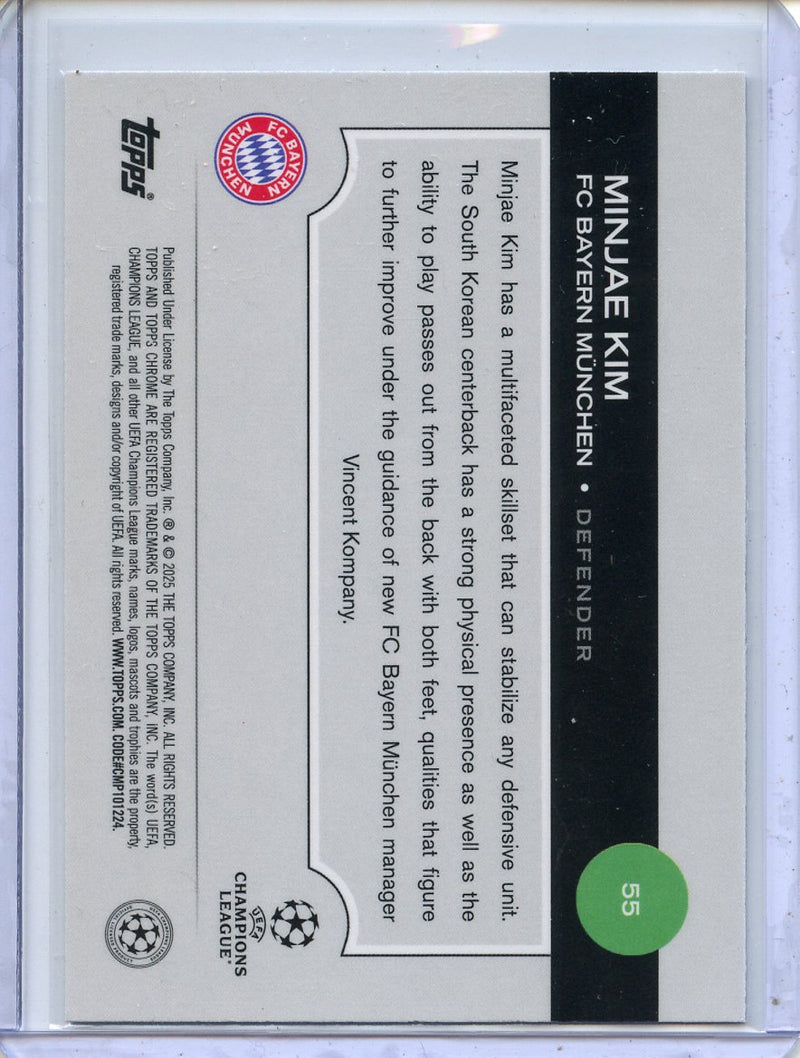 MINJAE KIM
FC BAYERN MÜNCHEN • DEFENDER
55
Minjae Kim has a multifaceted skillset that can stabilize any defensive unit.
The South Korean centerback has a strong physical presence as well as the
ability to play passes out from the back with both feet, qualities that figure
to further improve under the guidance of new FC Bayern München manager
Vincent Kompany.
FC BAYERN
MÜNCHEN
UEFA
CHAMPIONS
LEAGUE®
topps®
Published Under License by The Topps Company, Inc. ® & © 2025 THE TOPPS COMPANY, INC. ALL RIGHTS RESERVED.
TOPPS AND TOPPS CHROME ARE REGISTERED TRADEMARKS OF THE TOPPS COMPANY, INC. The word(s) UEFA,
CHAMPIONS LEAGUE, and all other UEFA Champions League marks, names, logos, mascots and trophies are the property,
registered trade marks, designs and/or copyright of UEFA. All rights reserved. WWW.TOPPS.COM. CODE#CMP101224.